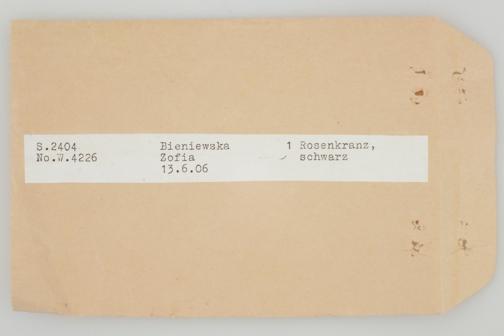 S.2404 Bieniewska 1 Rosenkranz,
No.W.4226 Zofia schwarz
13.6.06